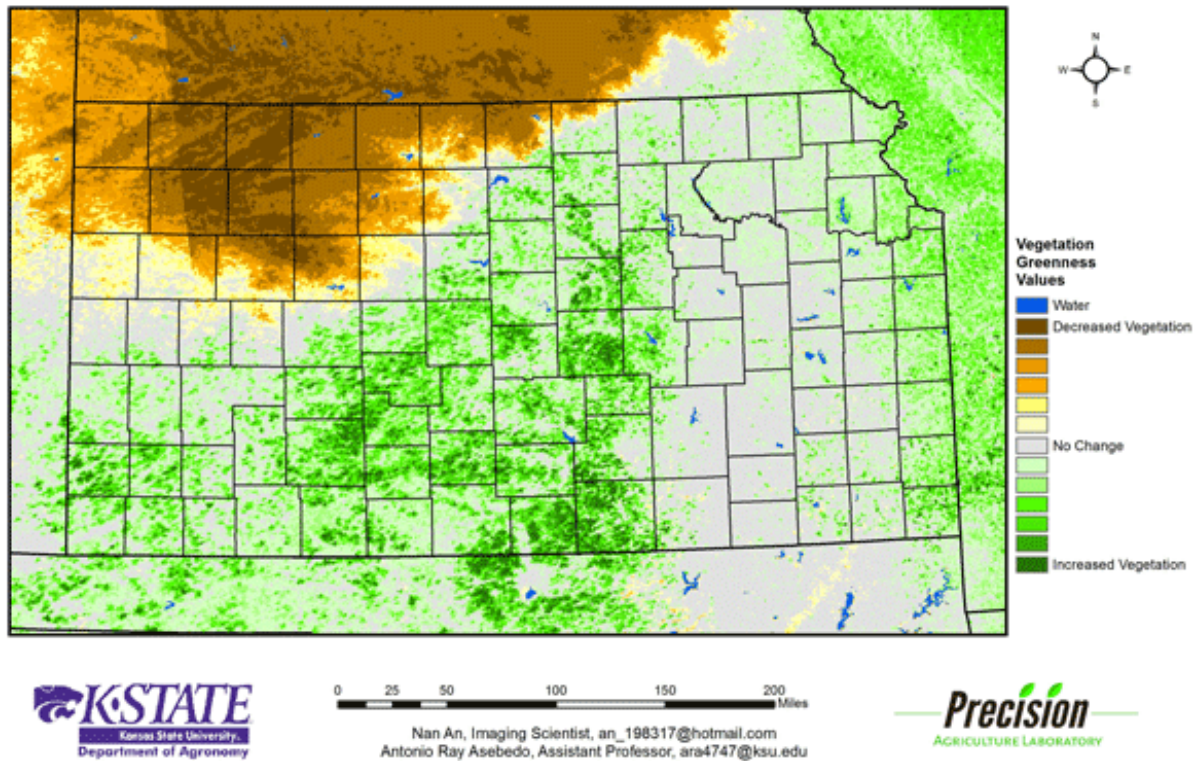 N
W E
S
Vegetation
Greenness
Values
Water
Decreased Vegetation
No Change
Increased Vegetation
K-STATE
Kansas State University.
Department of Agronomy
0 25 50 100 150 200
Miles
Nan An, Imaging Scientist, an_198317@hotmail.com
Antonio Ray Asebedo, Assistant Professor, ara4747@ksu.edu
Precision
AGRICULTURE LABORATORY